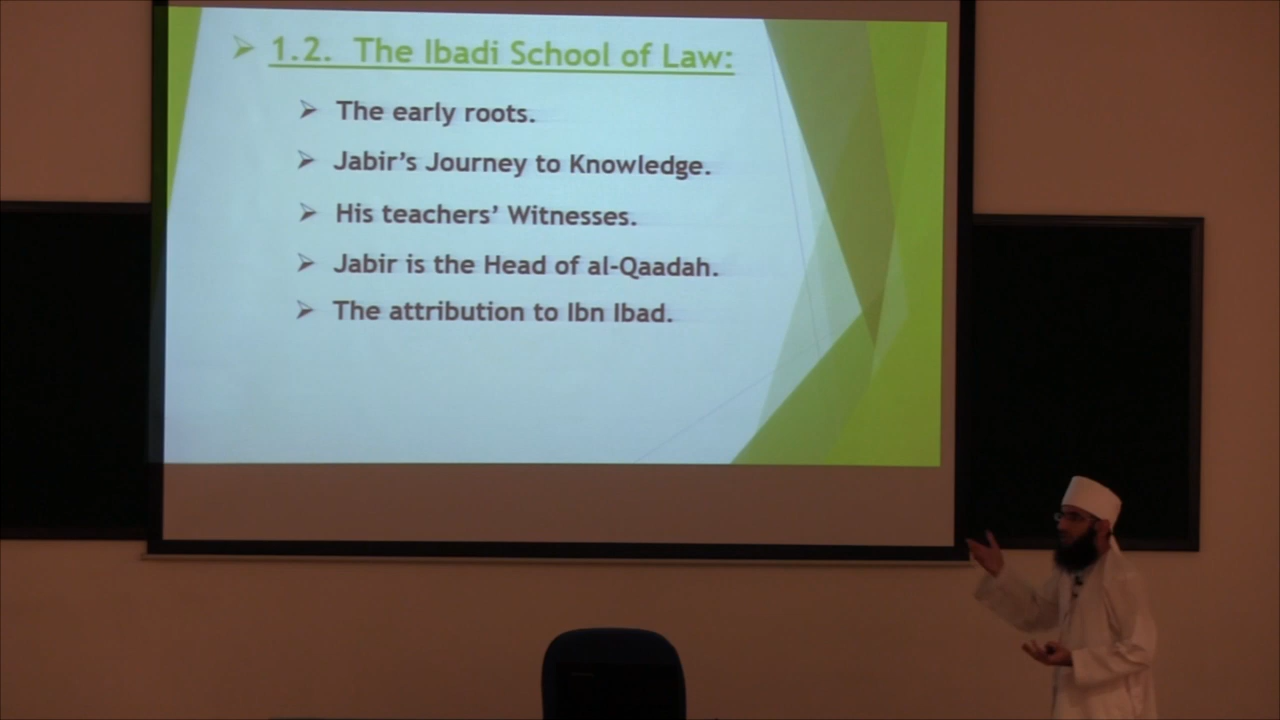 ➢ 1.2. The Ibadi School of Law:
➢ The early roots.
➢ Jabir’s Journey to Knowledge.
➢ His teachers’ Witnesses.
➢ Jabir is the Head of al-Qaadah.
➢ The attribution to Ibn Ibad.